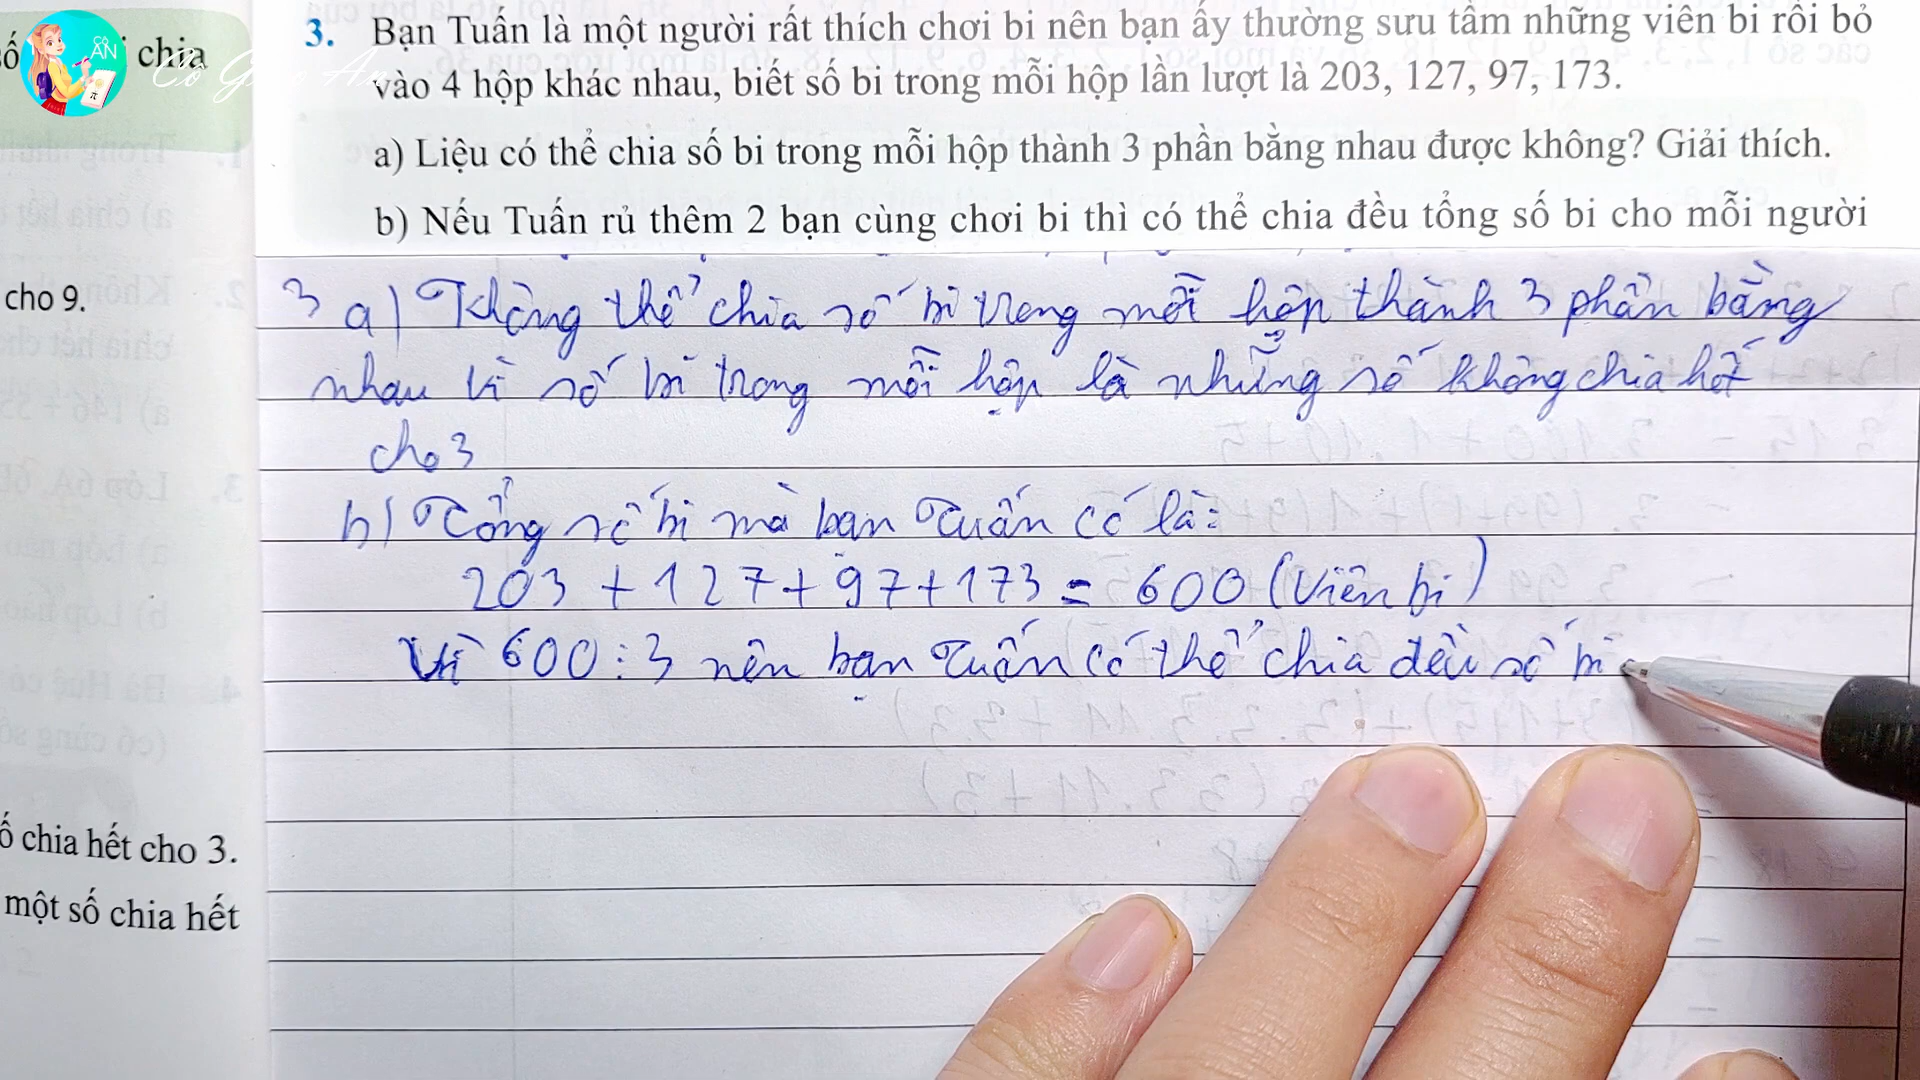 3. Bạn Tuấn là một người rất thích chơi bi nên bạn ấy thường sưu tầm những viên bi rồi bỏ
vào 4 hộp khác nhau, biết số bi trong mỗi hộp lần lượt là 203, 127, 97, 173.
a) Liệu có thể chia số bi trong mỗi hộp thành 3 phần bằng nhau được không? Giải thích.
b) Nếu Tuấn rủ thêm 2 bạn cùng chơi bi thì có thể chia đều tổng số bi cho mỗi người
3 a) Không thể chia số bi trong mỗi hộp thành 3 phần bằng
nhau vì số bi trong mỗi hộp là những số không chia hết
cho 3
b) Tổng số bi mà bạn Tuấn có là:
203 + 127 + 97 + 173 = 600 (viên bi)
Vì 600 ⋮ 3 nên bạn Tuấn có thể chia đều số bi
chia
CÔ AN
cho 9.
ố chia hết cho 3.
một số chia hết